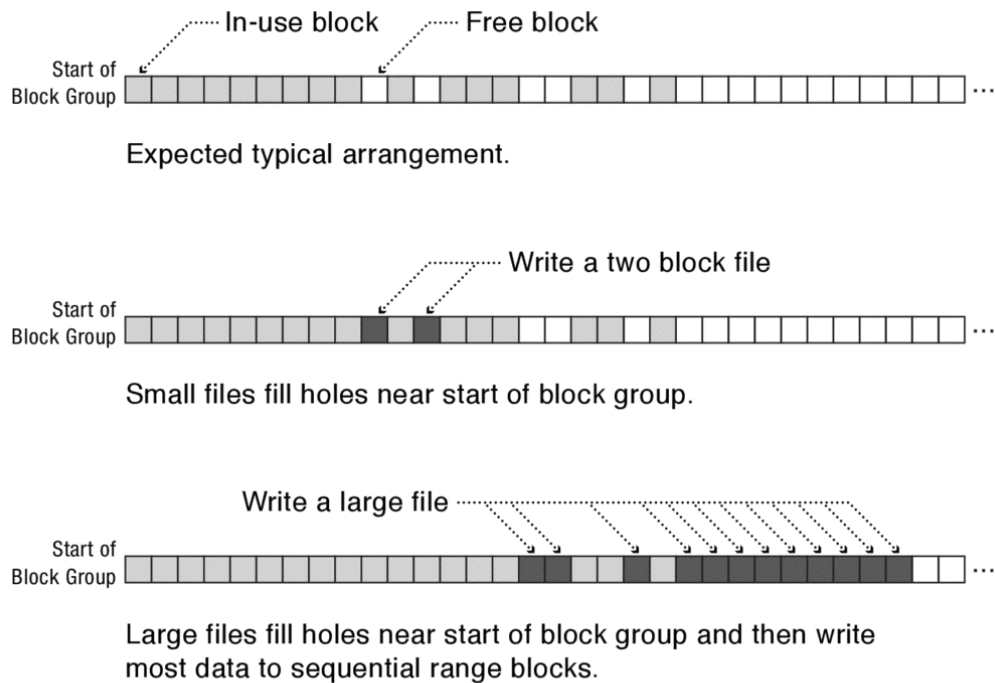 In-use block
Free block
Start of
Block Group
...
Expected typical arrangement.
Write a two block file
Start of
Block Group
...
Small files fill holes near start of block group.
Write a large file
Start of
Block Group
...
Large files fill holes near start of block group and then write
most data to sequential range blocks.